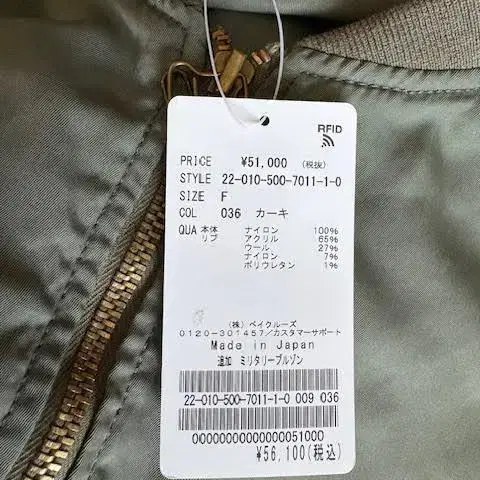 RFID
PRICE ¥51,000 (税抜)
STYLE 22-010-500-7011-1-0
SIZE F
COL 036 カーキ
QUA 本体 ナイロン 100%
リブ アクリル 65%
ウール 27%
ナイロン 7%
ポリウレタン 1%
(株) ベイクルーズ
0120-301457/カスタマーサポート
Made in Japan
追加 ミリタリーブルゾン
22-010-500-7011-1-0 009 036
0000000000000051000
¥56,100(税込)